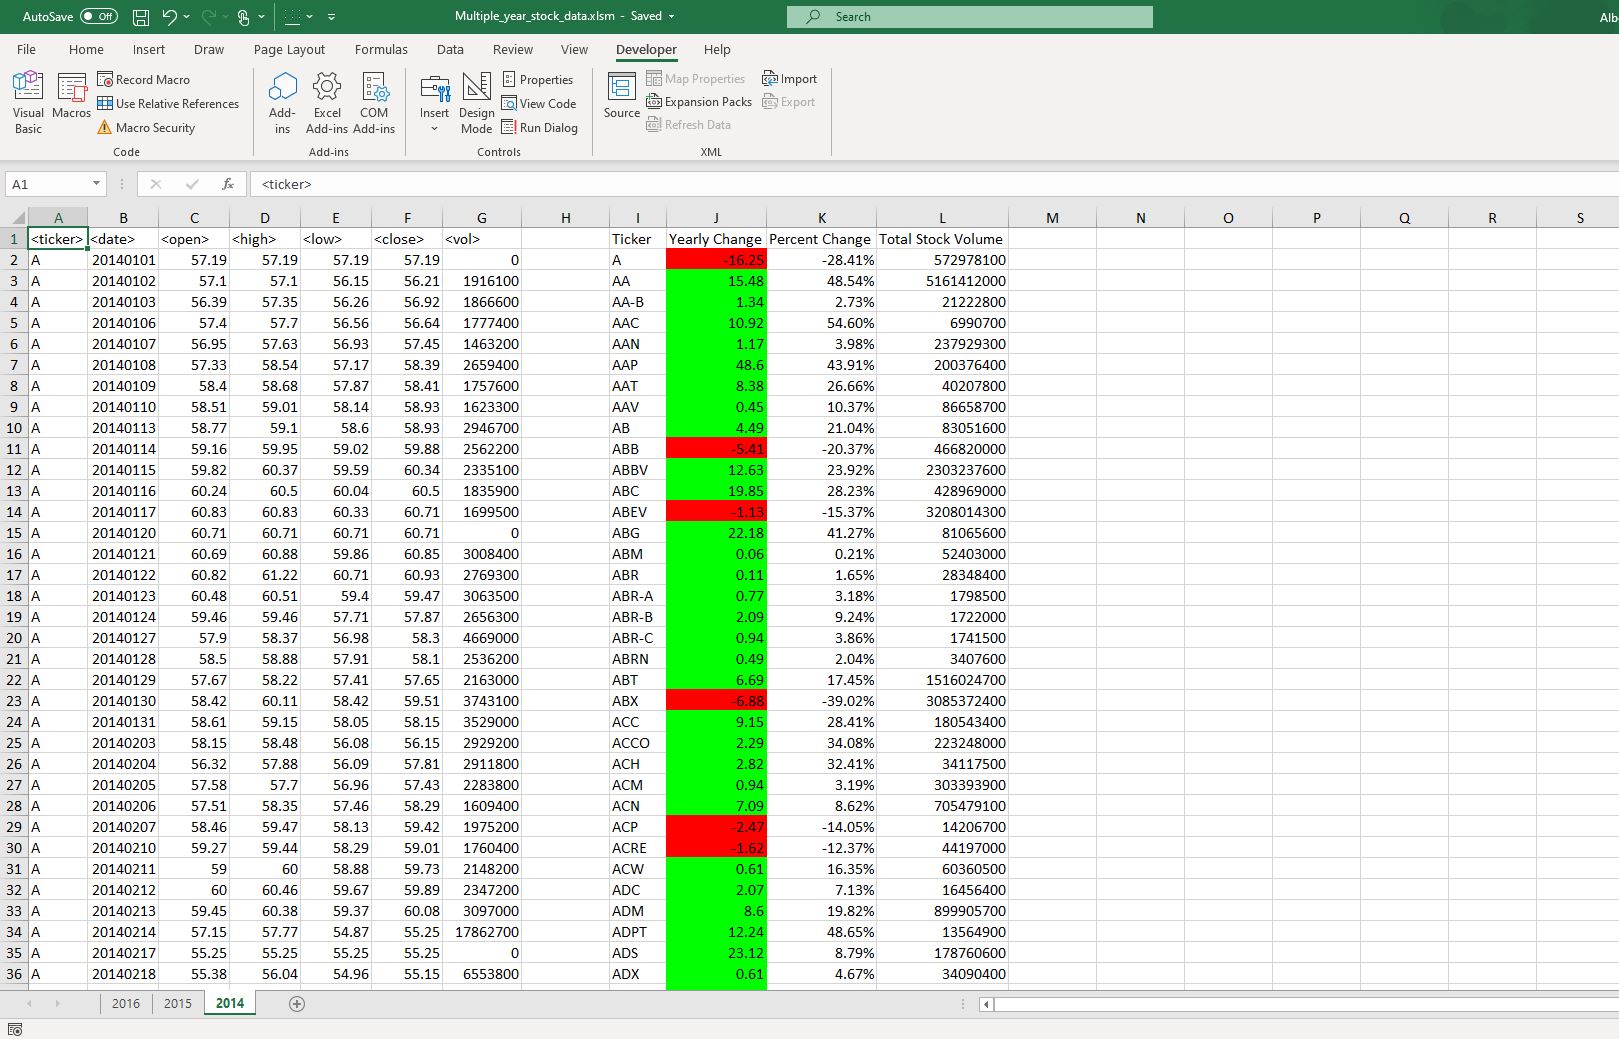 AutoSave Off Multiple_year_stock_data.xlsm - Saved Search Alb
File Home Insert Draw Page Layout Formulas Data Review View Developer Help
Visual Basic Macros Record Macro Use Relative References Macro Security
Add-ins Excel Add-ins COM Add-ins
Insert Design Mode Properties View Code Run Dialog
Source Map Properties Expansion Packs Refresh Data Import Export
Code Add-ins Controls XML
A1 fx <ticker>
A B C D E F G H I J K L M N O P Q R S
1 <ticker> <date> <open> <high> <low> <close> <vol> Ticker Yearly Change Percent Change Total Stock Volume
2 A 20140101 57.19 57.19 57.19 57.19 0 A -16.25 -28.41% 572978100
3 A 20140102 57.1 57.1 56.15 56.21 1916100 AA 15.48 48.54% 5161412000
4 A 20140103 56.39 57.35 56.26 56.92 1866600 AA-B 1.34 2.73% 21222800
5 A 20140106 57.4 57.7 56.56 56.64 1777400 AAC 10.92 54.60% 6990700
6 A 20140107 56.95 57.63 56.93 57.45 1463200 AAN 1.17 3.98% 237929300
7 A 20140108 57.33 58.54 57.17 58.39 2659400 AAP 48.6 43.91% 200376400
8 A 20140109 58.4 58.68 57.87 58.41 1757600 AAT 8.38 26.66% 40207800
9 A 20140110 58.51 59.01 58.14 58.93 1623300 AAV 0.45 10.37% 86658700
10 A 20140113 58.77 59.1 58.6 58.93 2946700 AB 4.49 21.04% 83051600
11 A 20140114 59.16 59.95 59.02 59.88 2562200 ABB -5.41 -20.37% 466820000
12 A 20140115 59.82 60.37 59.59 60.34 2335100 ABBV 12.63 23.92% 2303237600
13 A 20140116 60.24 60.5 60.04 60.5 1835900 ABC 19.85 28.23% 428969000
14 A 20140117 60.83 60.83 60.33 60.71 1699500 ABEV -1.13 -15.37% 3208014300
15 A 20140120 60.71 60.71 60.71 60.71 0 ABG 22.18 41.27% 81065600
16 A 20140121 60.69 60.88 59.86 60.85 3008400 ABM 0.06 0.21% 52403000
17 A 20140122 60.82 61.22 60.71 60.93 2769300 ABR 0.11 1.65% 28348400
18 A 20140123 60.48 60.51 59.4 59.47 3063500 ABR-A 0.77 3.18% 1798500
19 A 20140124 59.46 59.46 57.71 57.87 2656300 ABR-B 2.09 9.24% 1722000
20 A 20140127 57.9 58.37 56.98 58.3 4669000 ABR-C 0.94 3.86% 1741500
21 A 20140128 58.5 58.88 57.91 58.1 2536200 ABRN 0.49 2.04% 3407600
22 A 20140129 57.67 58.22 57.41 57.65 2163000 ABT 6.69 17.45% 1516024700
23 A 20140130 58.42 60.11 58.42 59.51 3743100 ABX -6.88 -39.02% 3085372400
24 A 20140131 58.61 59.15 58.05 58.15 3529000 ACC 9.15 28.41% 180543400
25 A 20140203 58.15 58.48 56.08 56.15 2929200 ACCO 2.29 34.08% 223248000
26 A 20140204 56.32 57.88 56.09 57.81 2911800 ACH 2.82 32.41% 34117500
27 A 20140205 57.58 57.7 56.96 57.43 2283800 ACM 0.94 3.19% 303393900
28 A 20140206 57.51 58.35 57.46 58.29 1609400 ACN 7.09 8.62% 705479100
29 A 20140207 58.46 59.47 58.13 59.42 1975200 ACP -2.47 -14.05% 14206700
30 A 20140210 59.27 59.44 58.29 59.01 1760400 ACRE -1.62 -12.37% 44197000
31 A 20140211 59 60 58.88 59.73 2148200 ACW 0.61 16.35% 60360500
32 A 20140212 60 60.46 59.67 59.89 2347200 ADC 2.07 7.13% 16456400
33 A 20140213 59.45 60.38 59.37 60.08 3097000 ADM 8.6 19.82% 899905700
34 A 20140214 57.15 57.77 54.87 55.25 17862700 ADPT 12.24 48.65% 13564900
35 A 20140217 55.25 55.25 55.25 55.25 0 ADS 23.12 8.79% 178760600
36 A 20140218 55.38 56.04 54.96 55.15 6553800 ADX 0.61 4.67% 34090400
2016 2015 2014